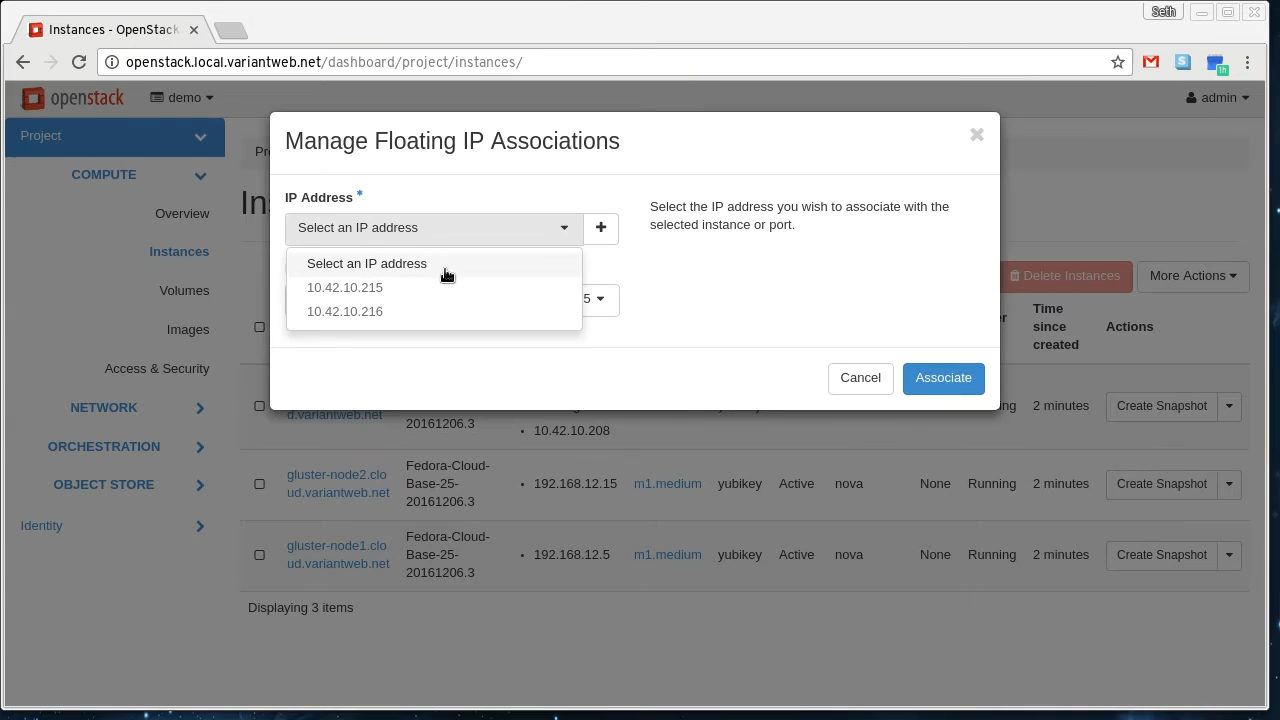 Seth
Instances - OpenStack
openstack.local.variantweb.net/dashboard/project/instances/
1h
openstack
demo
admin
Project
COMPUTE
Overview
Instances
Volumes
Images
Access & Security
NETWORK
ORCHESTRATION
OBJECT STORE
Identity
Manage Floating IP Associations
IP Address *
Select an IP address
Select an IP address
10.42.10.215
10.42.10.216
5
Select the IP address you wish to associate with the
selected instance or port.
Cancel
Associate
Delete Instances
More Actions
Time
since
created
Actions
d.variantweb.net
20161206.3
10.42.10.208
2 minutes
Create Snapshot
gluster-node2.clo
ud.variantweb.net
Fedora-Cloud-
Base-25-
20161206.3
192.168.12.15
m1.medium
yubikey
Active
nova
None
Running
2 minutes
Create Snapshot
gluster-node1.clo
ud.variantweb.net
Fedora-Cloud-
Base-25-
20161206.3
192.168.12.5
m1.medium
yubikey
Active
nova
None
Running
2 minutes
Create Snapshot
Displaying 3 items